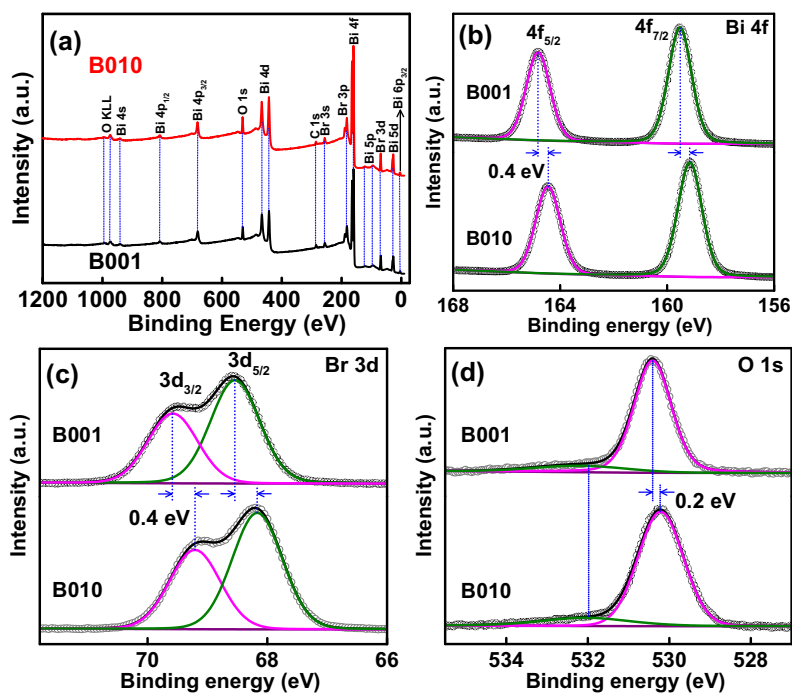 (a)
B010
O KLL
Bi 4s
Bi 4p1/2
Bi 4p3/2
O 1s
Bi 4d
C 1s
Br 3s
Br 3p
Bi 4f
Bi 5p
Br 3d
Bi 5d
Bi 6p3/2
B001
Intensity (a.u.)
1200 1000 800 600 400 200 0
Binding Energy (eV)
(b)
4f5/2
4f7/2
Bi 4f
B001
0.4 eV
B010
Intensity (a.u.)
168 164 160 156
Binding energy (eV)
(c)
3d3/2
3d5/2
Br 3d
B001
0.4 eV
B010
Intensity (a.u.)
70 68 66
Binding energy (eV)
(d)
O 1s
B001
0.2 eV
B010
Intensity (a.u.)
534 532 530 528
Binding energy (eV)